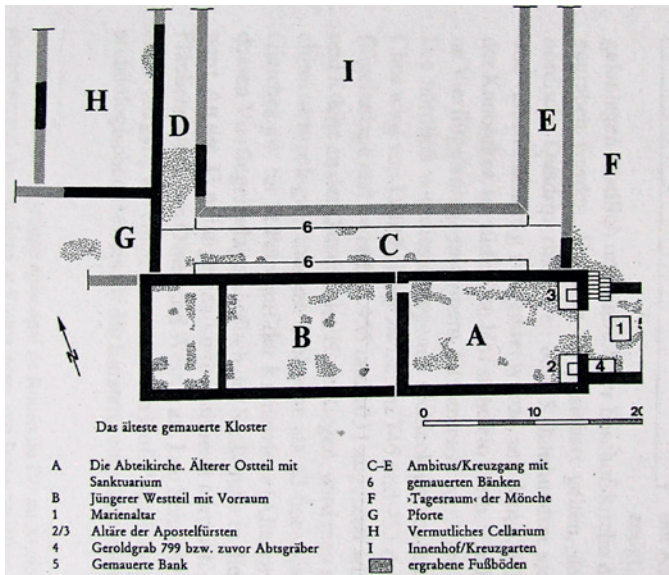 I
H
D
E
F
6
G
C
6
3
B
A
1
5
2
4
N
0 10 20
Das älteste gemauerte Kloster
A Die Abteikirche. Älterer Ostteil mit
Sanktuarium
B Jüngerer Westteil mit Vorraum
1 Marienaltar
2/3 Altäre der Apostelfürsten
4 Geroldgrab 799 bzw. zuvor Abtsgräber
5 Gemauerte Bank
C–E Ambitus/Kreuzgang mit
6 gemauerten Bänken
F ›Tagesraum‹ der Mönche
G Pforte
H Vermutliches Cellarium
I Innenhof/Kreuzgarten
ergrabene Fußböden